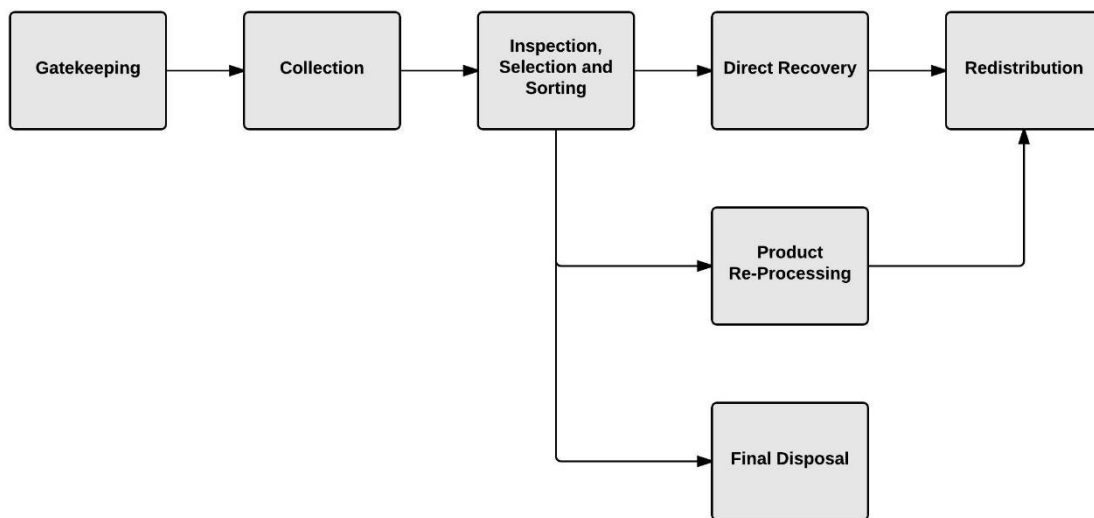 Gatekeeping
Collection
Inspection,
Selection and
Sorting
Direct Recovery
Redistribution
Product
Re-Processing
Final Disposal